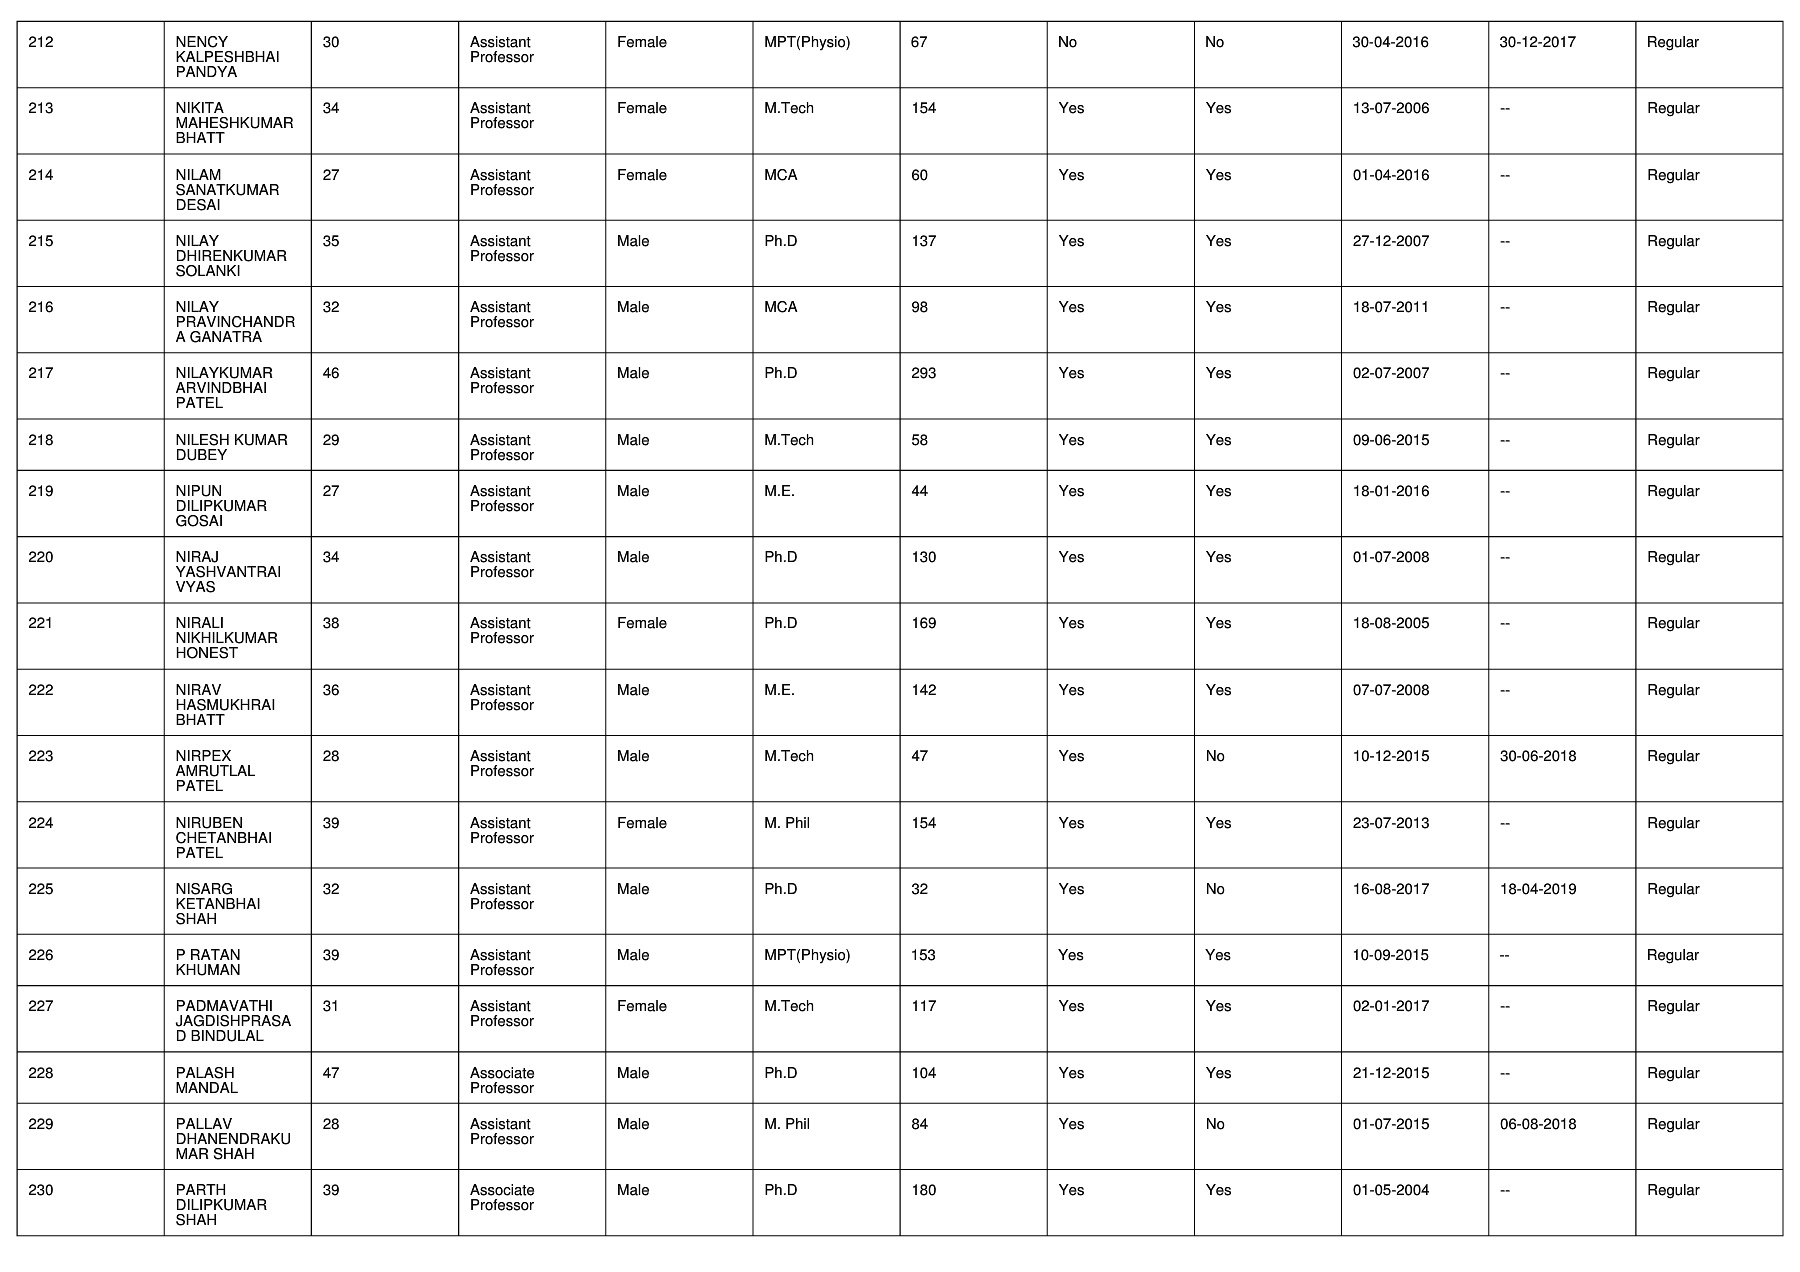 212 NENCY KALPESHBHAI PANDYA 30 Assistant Professor Female MPT(Physio) 67 No No 30-04-2016 30-12-2017 Regular
213 NIKITA MAHESHKUMAR BHATT 34 Assistant Professor Female M.Tech 154 Yes Yes 13-07-2006 -- Regular
214 NILAM SANATKUMAR DESAI 27 Assistant Professor Female MCA 60 Yes Yes 01-04-2016 -- Regular
215 NILAY DHIRENKUMAR SOLANKI 35 Assistant Professor Male Ph.D 137 Yes Yes 27-12-2007 -- Regular
216 NILAY PRAVINCHANDR A GANATRA 32 Assistant Professor Male MCA 98 Yes Yes 18-07-2011 -- Regular
217 NILAYKUMAR ARVINDBHAI PATEL 46 Assistant Professor Male Ph.D 293 Yes Yes 02-07-2007 -- Regular
218 NILESH KUMAR DUBEY 29 Assistant Professor Male M.Tech 58 Yes Yes 09-06-2015 -- Regular
219 NIPUN DILIPKUMAR GOSAI 27 Assistant Professor Male M.E. 44 Yes Yes 18-01-2016 -- Regular
220 NIRAJ YASHVANTRAI VYAS 34 Assistant Professor Male Ph.D 130 Yes Yes 01-07-2008 -- Regular
221 NIRALI NIKHILKUMAR HONEST 38 Assistant Professor Female Ph.D 169 Yes Yes 18-08-2005 -- Regular
222 NIRAV HASMUKHRAI BHATT 36 Assistant Professor Male M.E. 142 Yes Yes 07-07-2008 -- Regular
223 NIRPEX AMRUTLAL PATEL 28 Assistant Professor Male M.Tech 47 Yes No 10-12-2015 30-06-2018 Regular
224 NIRUBEN CHETANBHAI PATEL 39 Assistant Professor Female M. Phil 154 Yes Yes 23-07-2013 -- Regular
225 NISARG KETANBHAI SHAH 32 Assistant Professor Male Ph.D 32 Yes No 16-08-2017 18-04-2019 Regular
226 P RATAN KHUMAN 39 Assistant Professor Male MPT(Physio) 153 Yes Yes 10-09-2015 -- Regular
227 PADMAVATHI JAGDISHPRASA D BINDULAL 31 Assistant Professor Female M.Tech 117 Yes Yes 02-01-2017 -- Regular
228 PALASH MANDAL 47 Associate Professor Male Ph.D 104 Yes Yes 21-12-2015 -- Regular
229 PALLAV DHANENDRAKU MAR SHAH 28 Assistant Professor Male M. Phil 84 Yes No 01-07-2015 06-08-2018 Regular
230 PARTH DILIPKUMAR SHAH 39 Associate Professor Male Ph.D 180 Yes Yes 01-05-2004 -- Regular